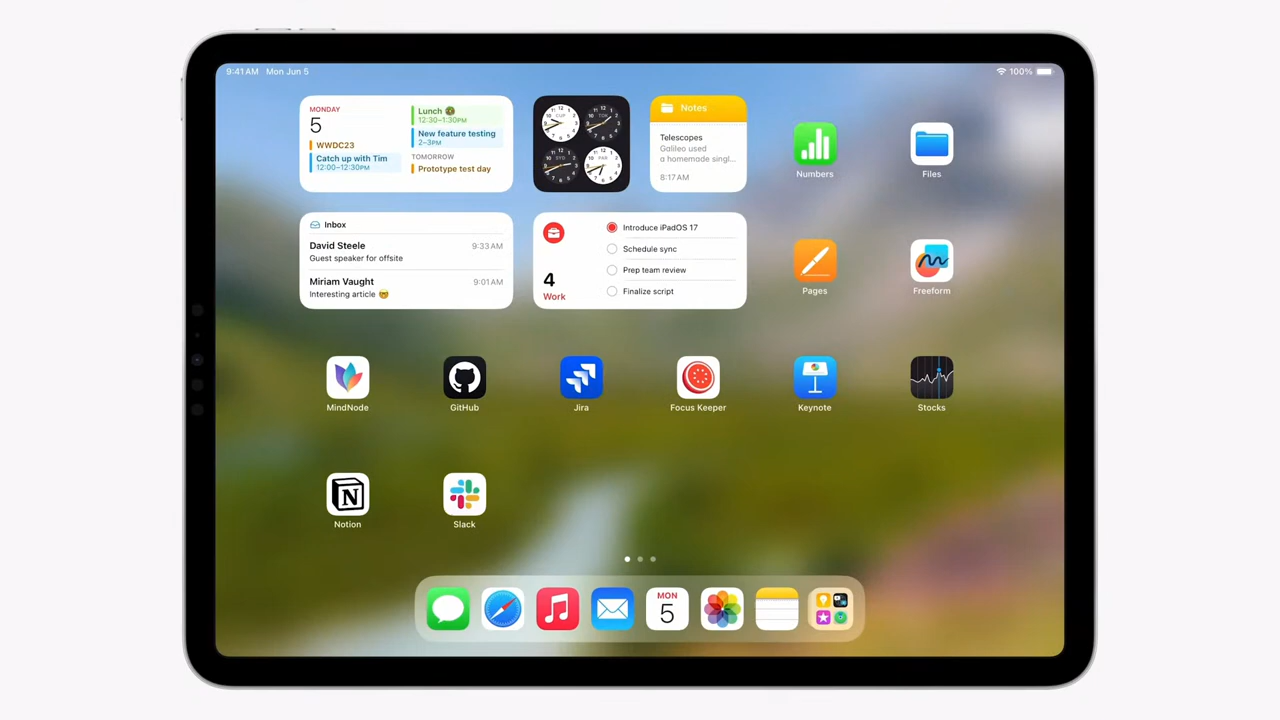 9:41 AM Mon Jun 5
100%
MONDAY
5
WWDC23
Catch up with Tim
12:00–12:30PM
Lunch
12:30–1:30PM
New feature testing
2–3PM
TOMORROW
Prototype test day
CUP
TOK
SYD
PAR
Notes
Telescopes
Galileo used
a homemade singl...
8:17 AM
Numbers
Files
Inbox
David Steele 9:33 AM
Guest speaker for offsite
Miriam Vaught 9:01 AM
Interesting article
4
Work
Introduce iPadOS 17
Schedule sync
Prep team review
Finalize script
Pages
Freeform
MindNode
GitHub
Jira
Focus Keeper
Keynote
Stocks
N
Notion
Slack
MON
5